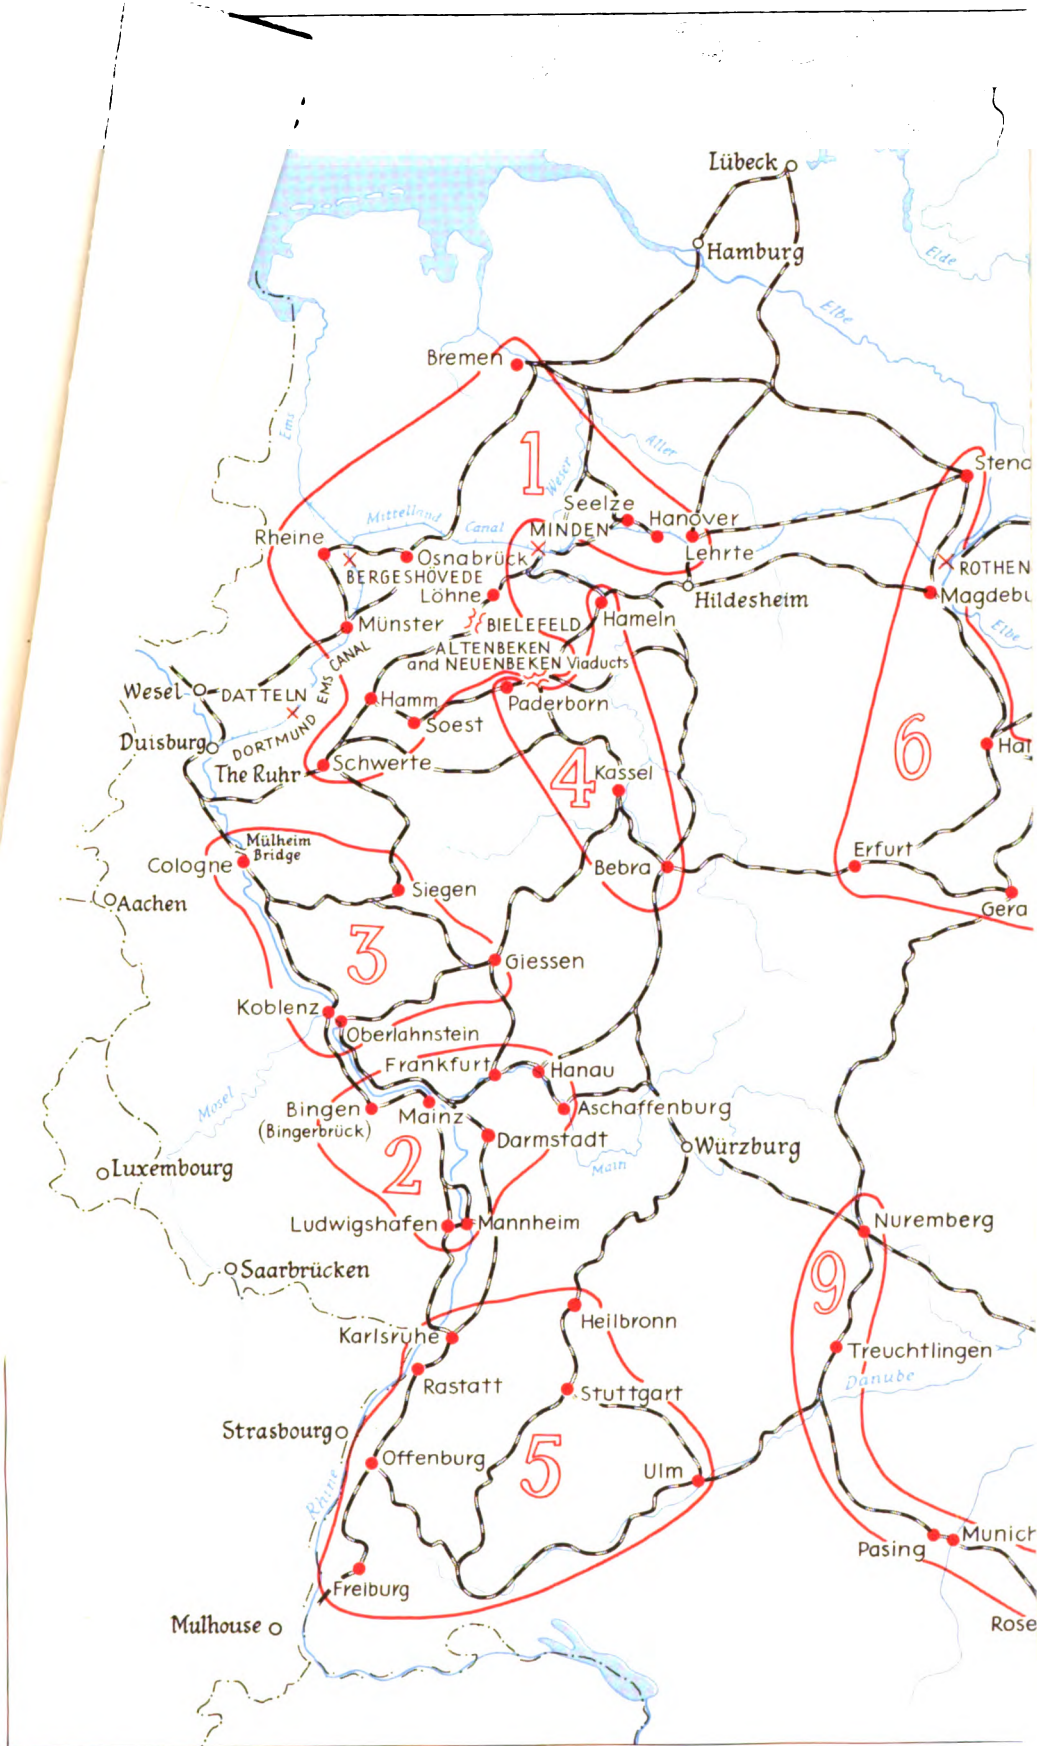 Lübeck
Hamburg
Elde
Elbe
Bremen
Ems
1
Aller
Weser
Stend
Mittelland
Canal
Seelze
Hanover
MINDEN
Rheine
Osnabrück
Lehrte
BERGESHÖVEDE
ROTHEN
Löhne
Hildesheim
Magdebu
Münster
BIELEFELD
Hameln
Elbe
ALTENBEKEN
and NEUENBEKEN Viaducts
Wesel
DATTELN
DORTMUND EMS CANAL
Hamm
Paderborn
Soest
Duisburg
6
Hal
The Ruhr
Schwerte
4
Kassel
Mülheim
Bridge
Cologne
Bebra
Erfurt
Siegen
Aachen
Gera
3
Giessen
Koblenz
Oberlahnstein
Frankfurt
Hanau
Mosel
Bingen
(Bingerbrück)
Mainz
Aschaffenburg
Darmstadt
Würzburg
2
Main
Luxembourg
Ludwigshafen
Mannheim
Nuremberg
Saarbrücken
9
Heilbronn
Karlsruhe
Treuchtlingen
Rastatt
Stuttgart
Danube
Strasbourg
Offenburg
5
Ulm
Rhine
Munich
Pasing
Freiburg
Mulhouse
Rose